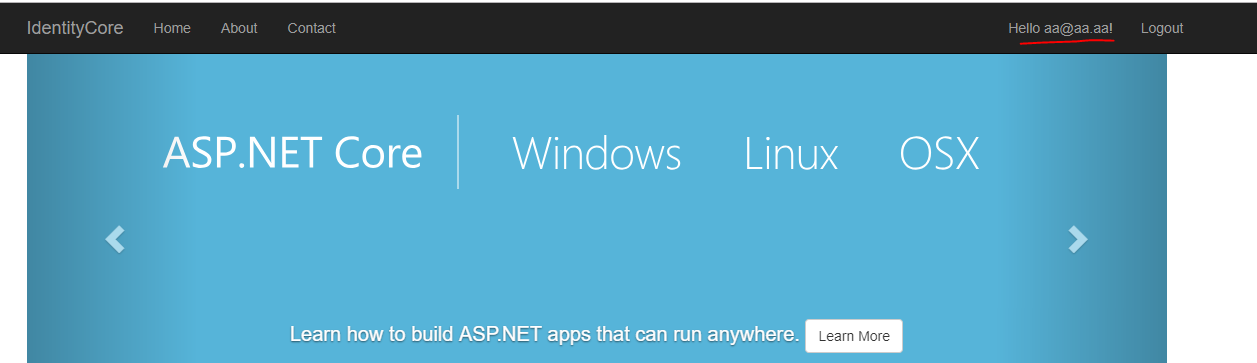 IdentityCore Home About Contact Hello aa@aa.aa! Logout
ASP.NET Core Windows Linux OSX
Learn how to build ASP.NET apps that can run anywhere. Learn More